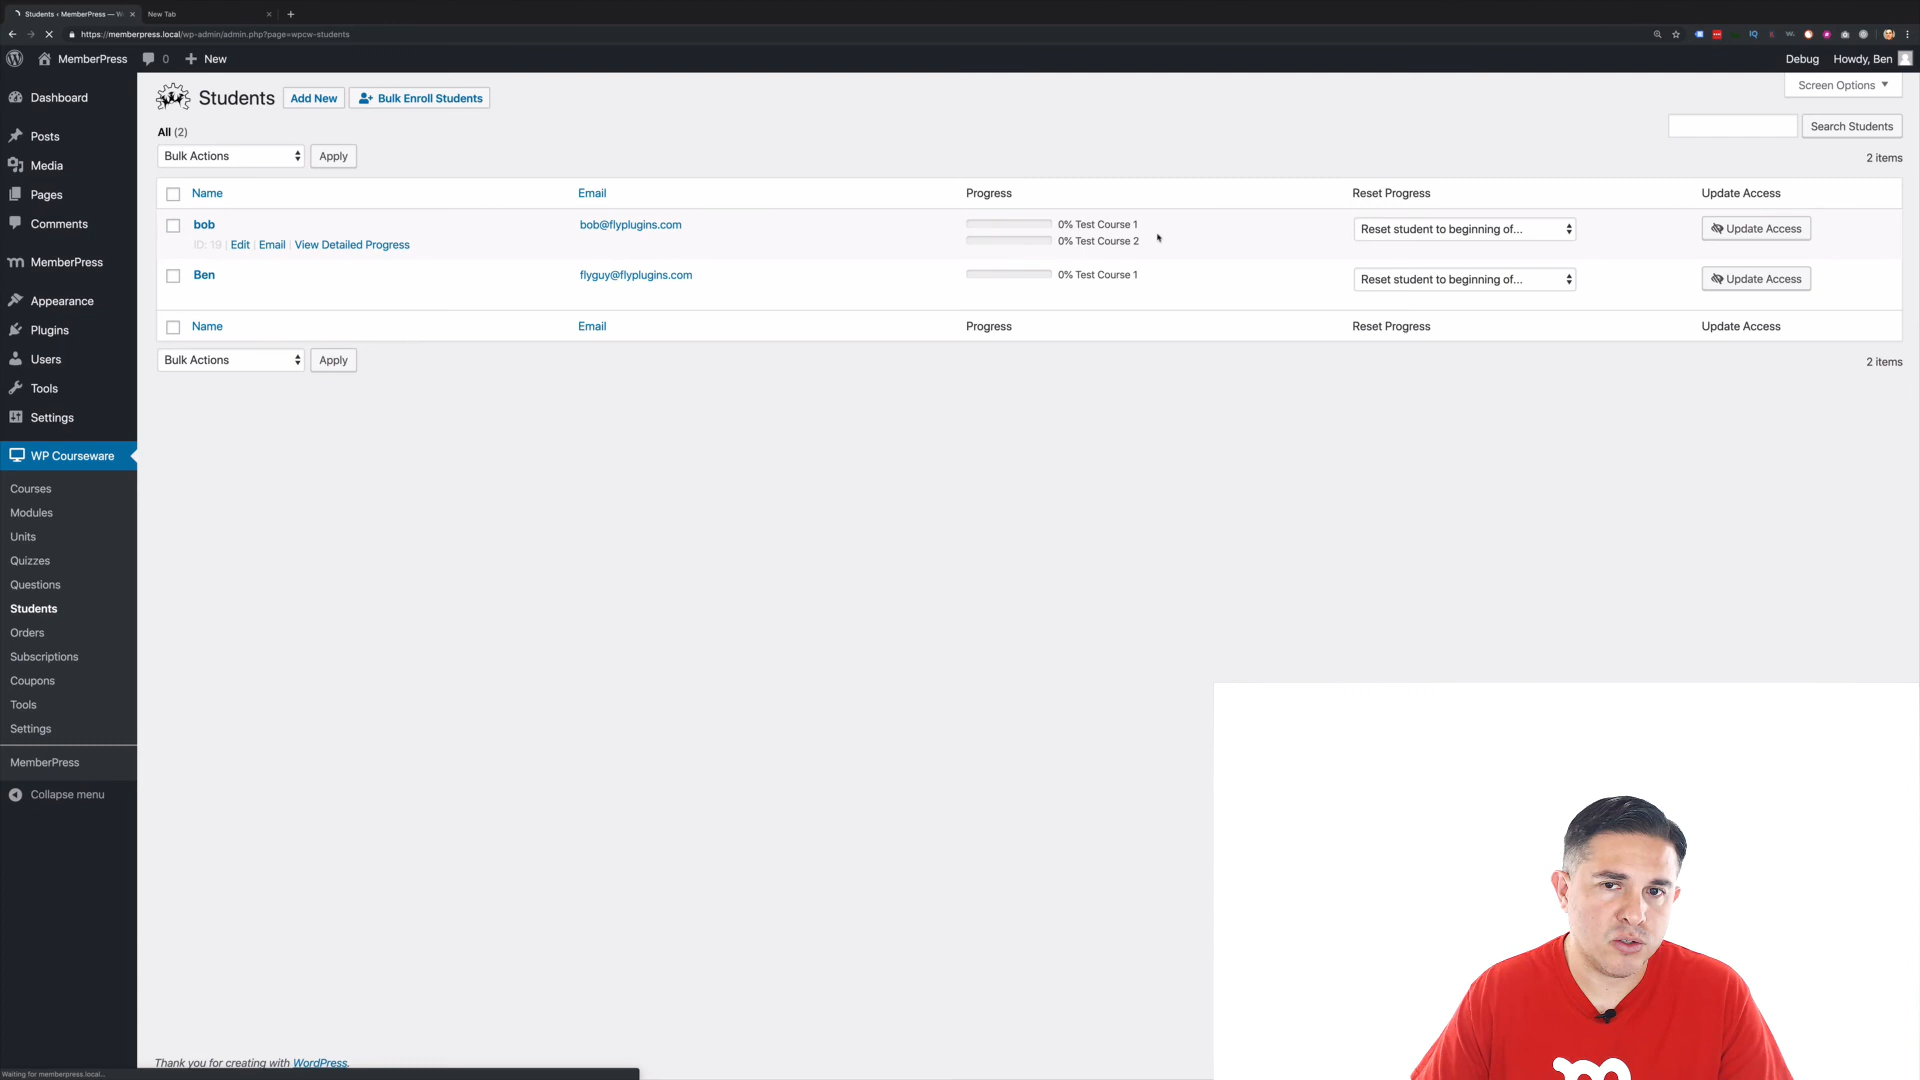 Students ‹ MemberPress — W
New Tab
https://memberpress.local/wp-admin/admin.php?page=wpcw-students
MemberPress
0
New
Debug
Howdy, Ben
Dashboard
Posts
Media
Pages
Comments
MemberPress
Appearance
Plugins
Users
Tools
Settings
WP Courseware
Courses
Modules
Units
Quizzes
Questions
Students
Orders
Subscriptions
Coupons
Tools
Settings
MemberPress
Collapse menu
Students
Add New
Bulk Enroll Students
Screen Options
All (2)
Search Students
Bulk Actions
Apply
2 items
Name Email Progress Reset Progress Update Access
bob bob@flyplugins.com 0% Test Course 1 Reset student to beginning of... Update Access
0% Test Course 2
ID: 19 | Edit | Email | View Detailed Progress
Ben flyguy@flyplugins.com 0% Test Course 1 Reset student to beginning of... Update Access
Name Email Progress Reset Progress Update Access
Bulk Actions
Apply
2 items
Thank you for creating with WordPress.
Waiting for memberpress.local...
m